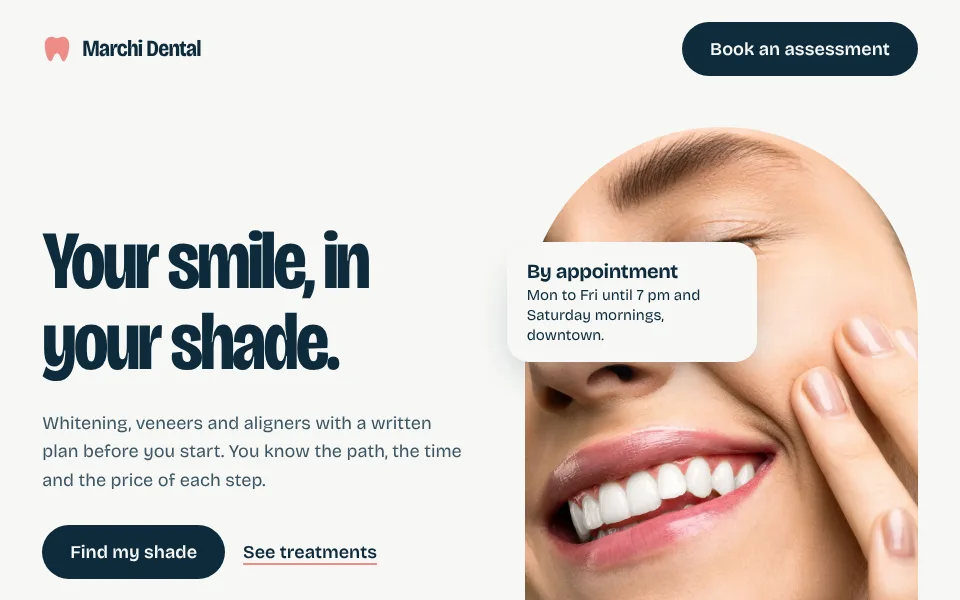 Marchi Dental
Book an assessment
Your smile, in
your shade.
By appointment
Mon to Fri until 7 pm and
Saturday mornings,
downtown.
Whitening, veneers and aligners with a written
plan before you start. You know the path, the time
and the price of each step.
Find my shade
See treatments